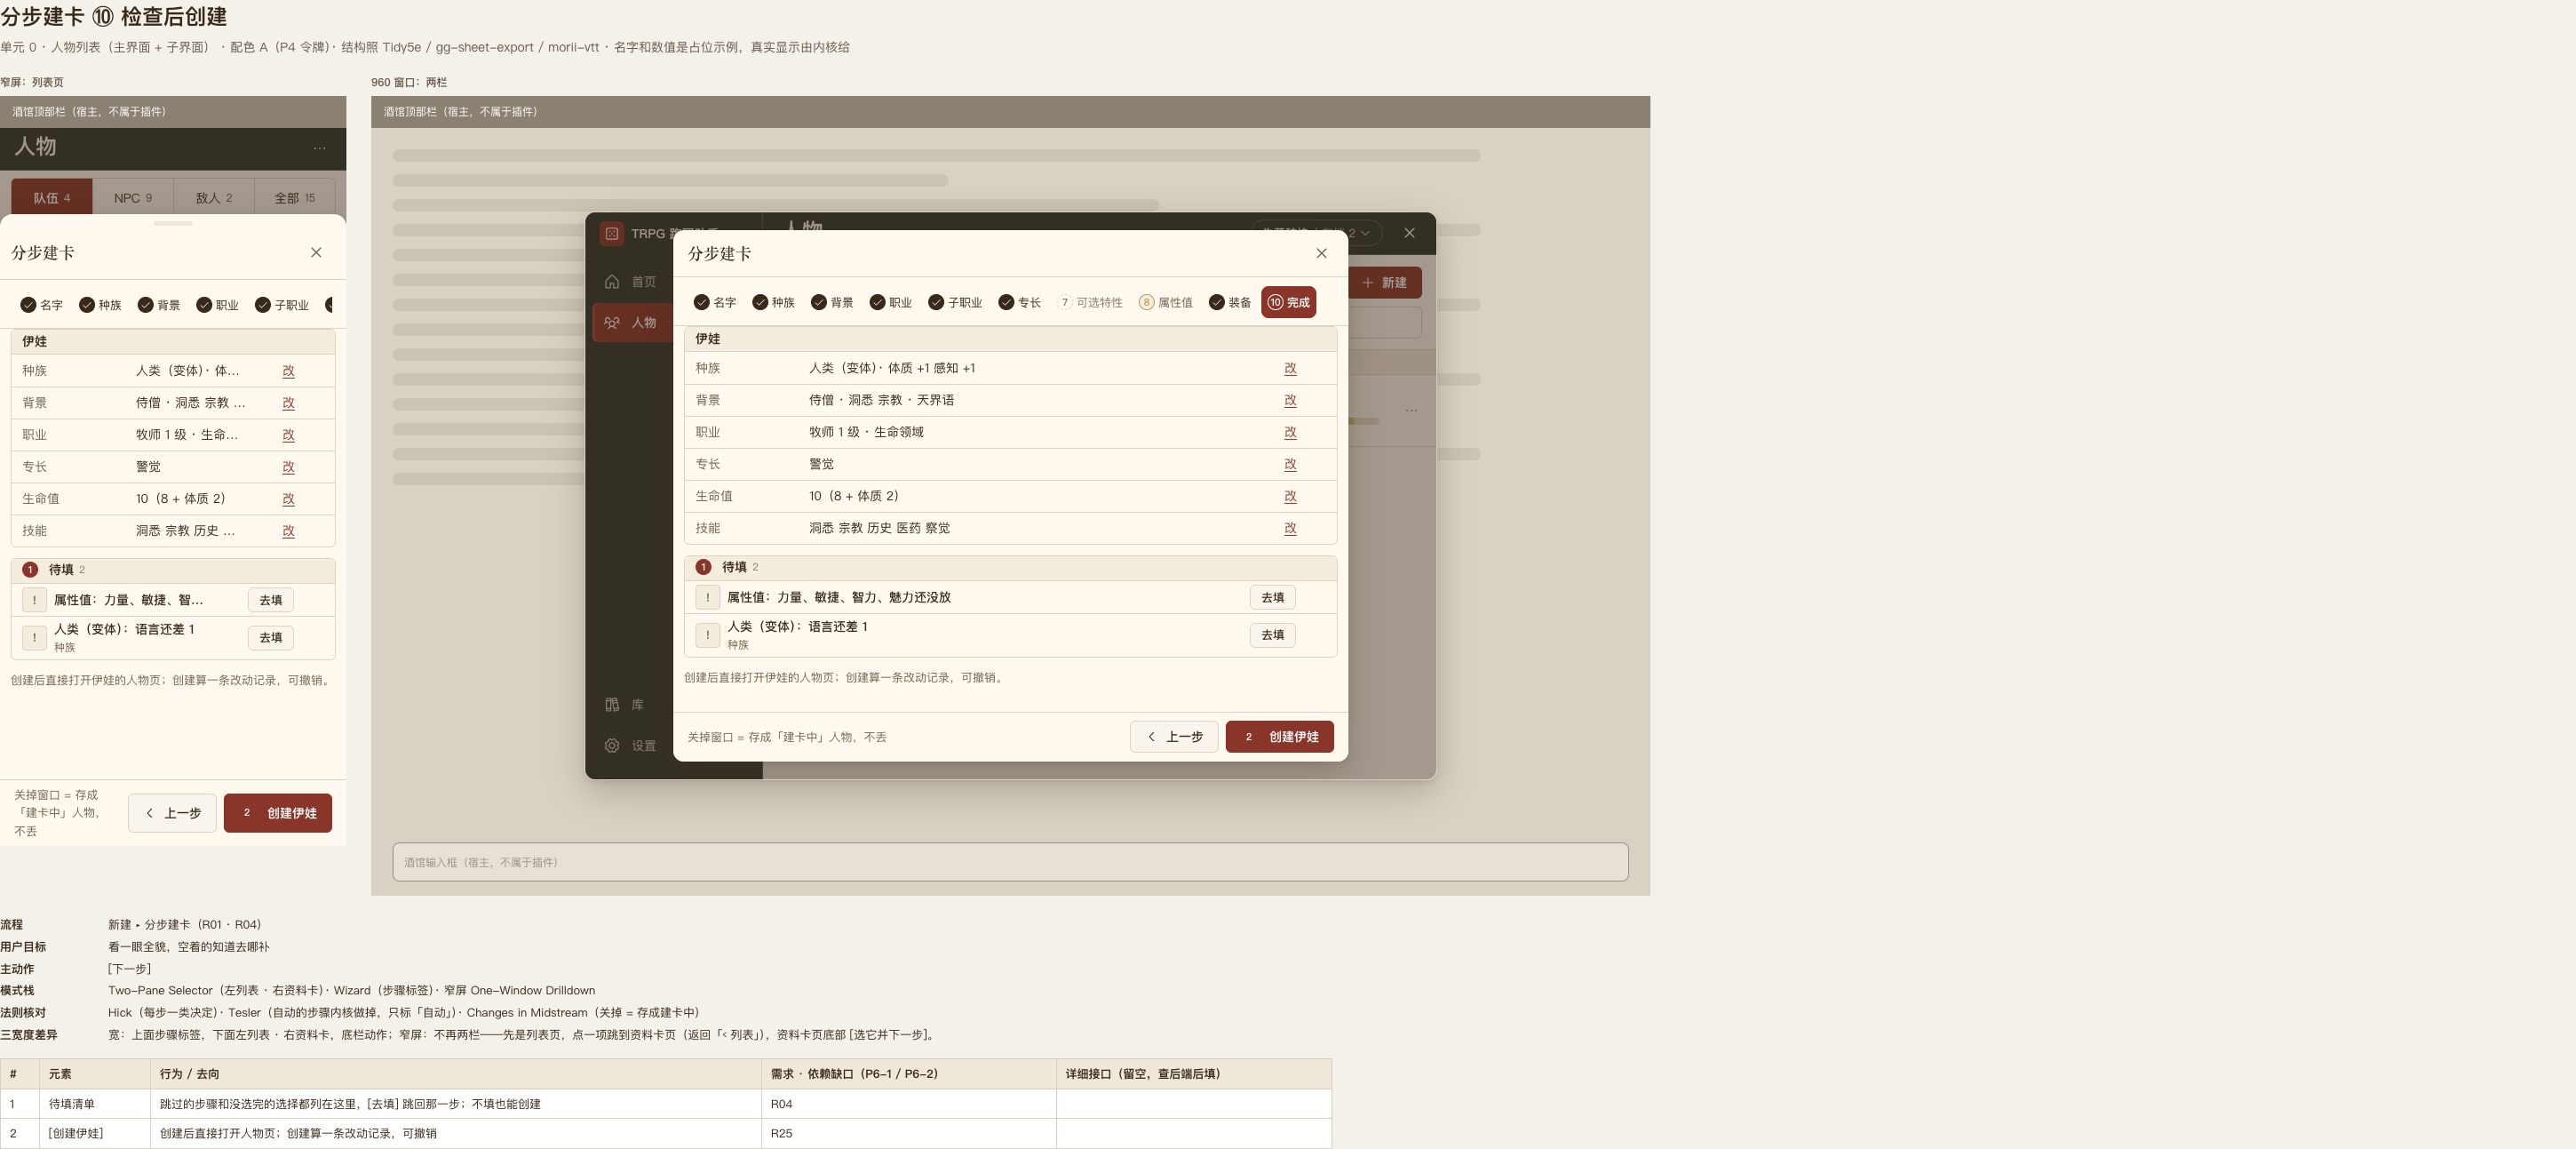 分步建卡 ⑩ 检查后创建
单元 0 · 人物列表（主界面 + 子界面） · 配色 A（P4 令牌）· 结构照 Tidy5e / gg-sheet-export / morii-vtt · 名字和数值是占位示例，真实显示由内核给
窄屏：列表页
酒馆顶部栏（宿主，不属于插件）
人物
…
队伍 4
NPC 9
敌人 2
全部 15
分步建卡
名字
种族
背景
职业
子职业
伊娃
种族 人类（变体）· 体… 改
背景 侍僧 · 洞悉 宗教 … 改
职业 牧师 1 级 · 生命… 改
专长 警觉 改
生命值 10（8 + 体质 2） 改
技能 洞悉 宗教 历史 … 改
1 待填 2
! 属性值：力量、敏捷、智… 去填
! 人类（变体）：语言还差 1 去填
种族
创建后直接打开伊娃的人物页；创建算一条改动记录，可撤销。
关掉窗口 = 存成
「建卡中」人物，
不丢
上一步
2 创建伊娃
960 窗口：两栏
酒馆顶部栏（宿主，不属于插件）
TRPG
2
首页
人物
库
设置
新建
…
分步建卡
名字
种族
背景
职业
子职业
专长
7 可选特性
8 属性值
装备
10 完成
伊娃
种族 人类（变体）· 体质 +1 感知 +1 改
背景 侍僧 · 洞悉 宗教 · 天界语 改
职业 牧师 1 级 · 生命领域 改
专长 警觉 改
生命值 10（8 + 体质 2） 改
技能 洞悉 宗教 历史 医药 察觉 改
1 待填 2
! 属性值：力量、敏捷、智力、魅力还没放 去填
! 人类（变体）：语言还差 1 去填
种族
创建后直接打开伊娃的人物页；创建算一条改动记录，可撤销。
关掉窗口 = 存成「建卡中」人物，不丢
上一步
2 创建伊娃
酒馆输入框（宿主，不属于插件）
流程 新建 ▸ 分步建卡（R01 · R04）
用户目标 看一眼全貌，空着的知道去哪补
主动作 [下一步]
模式栈 Two-Pane Selector（左列表 · 右资料卡）· Wizard（步骤标签）· 窄屏 One-Window Drilldown
法则核对 Hick（每步一类决定）· Tesler（自动的步骤内核做掉，只标「自动」）· Changes in Midstream（关掉 = 存成建卡中）
三宽度差异 宽：上面步骤标签，下面左列表 · 右资料卡，底栏动作；窄屏：不再两栏——先是列表页，点一项跳到资料卡页（返回「‹ 列表」），资料卡页底部 [选它并下一步]。
# 元素 行为 / 去向 需求 · 依赖缺口（P6-1 / P6-2） 详细接口（留空，查后端后填）
1 待填清单 跳过的步骤和没选完的选择都列在这里，[去填] 跳回那一步；不填也能创建 R04
2 [创建伊娃] 创建后直接打开人物页；创建算一条改动记录，可撤销 R25